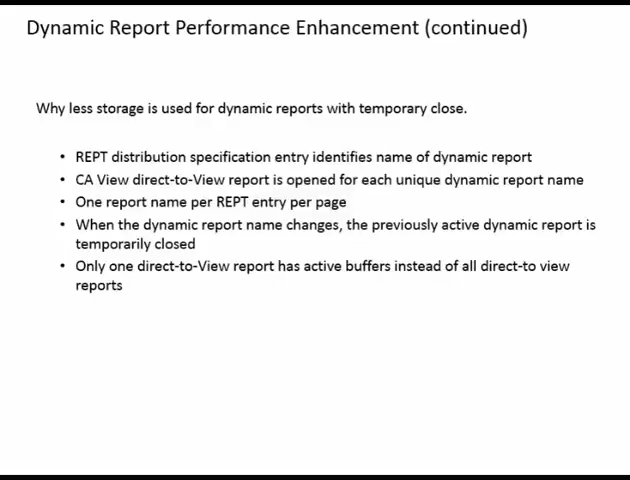 Dynamic Report Performance Enhancement (continued)
Why less storage is used for dynamic reports with temporary close.
• REPT distribution specification entry identifies name of dynamic report
• CA View direct-to-View report is opened for each unique dynamic report name
• One report name per REPT entry per page
• When the dynamic report name changes, the previously active dynamic report is
temporarily closed
• Only one direct-to-View report has active buffers instead of all direct-to view
reports